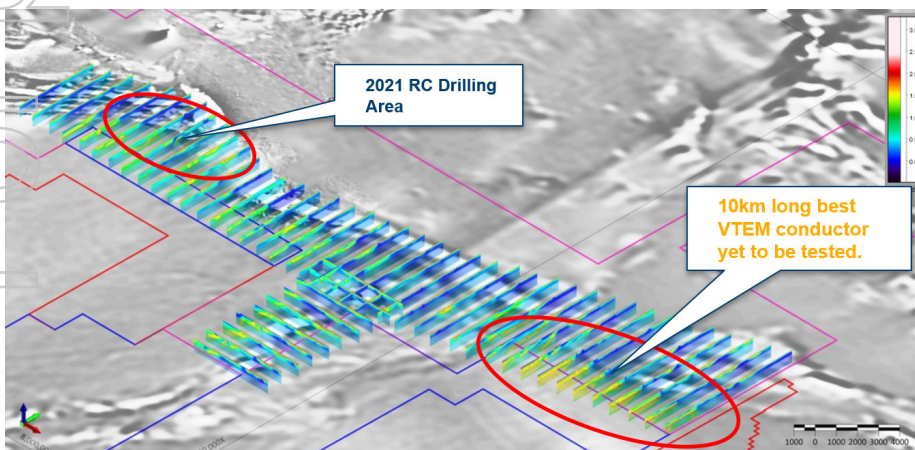 2021 RC Drilling
Area
10km long best
VTEM conductor
yet to be tested.
1000 0 1000 2000 3000 4000